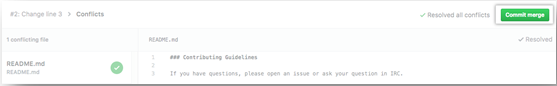 #2: Change line 3 > Conflicts ✓ Resolved all conflicts Commit merge
1 conflicting file README.md ✓ Resolved
README.md
README.md
1 ### Contributing Guidelines
2
3 If you have questions, please open an issue or ask your question in IRC.